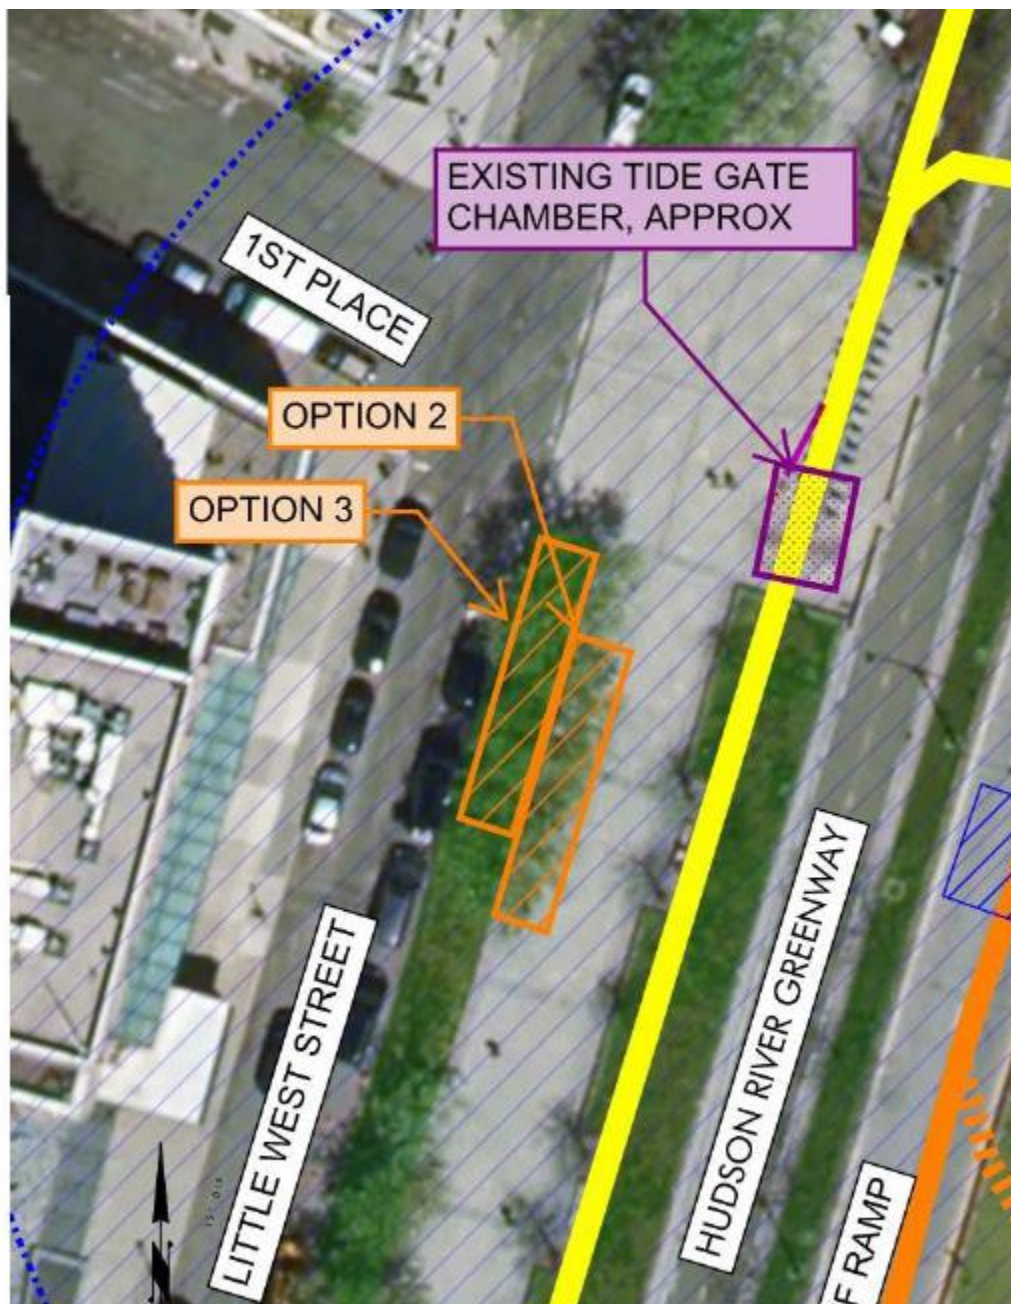 EXISTING TIDE GATE
CHAMBER, APPROX
1ST PLACE
OPTION 2
OPTION 3
HUDSON RIVER GREENWAY
LITTLE WEST STREET
F RAMP
N